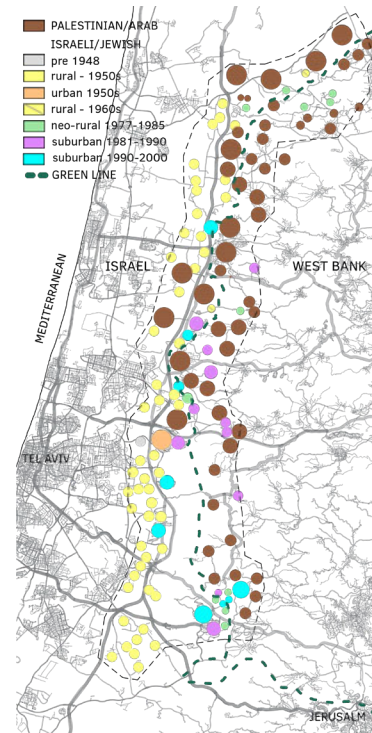 PALESTINIAN/ARAB
ISRAELI/JEWISH
pre 1948
rural - 1950s
urban 1950s
rural - 1960s
neo-rural 1977-1985
suburban 1981-1990
suburban 1990-2000
GREEN LINE
MEDITERRANEAN
ISRAEL
WEST BANK
TEL AVIV
JERUSALM